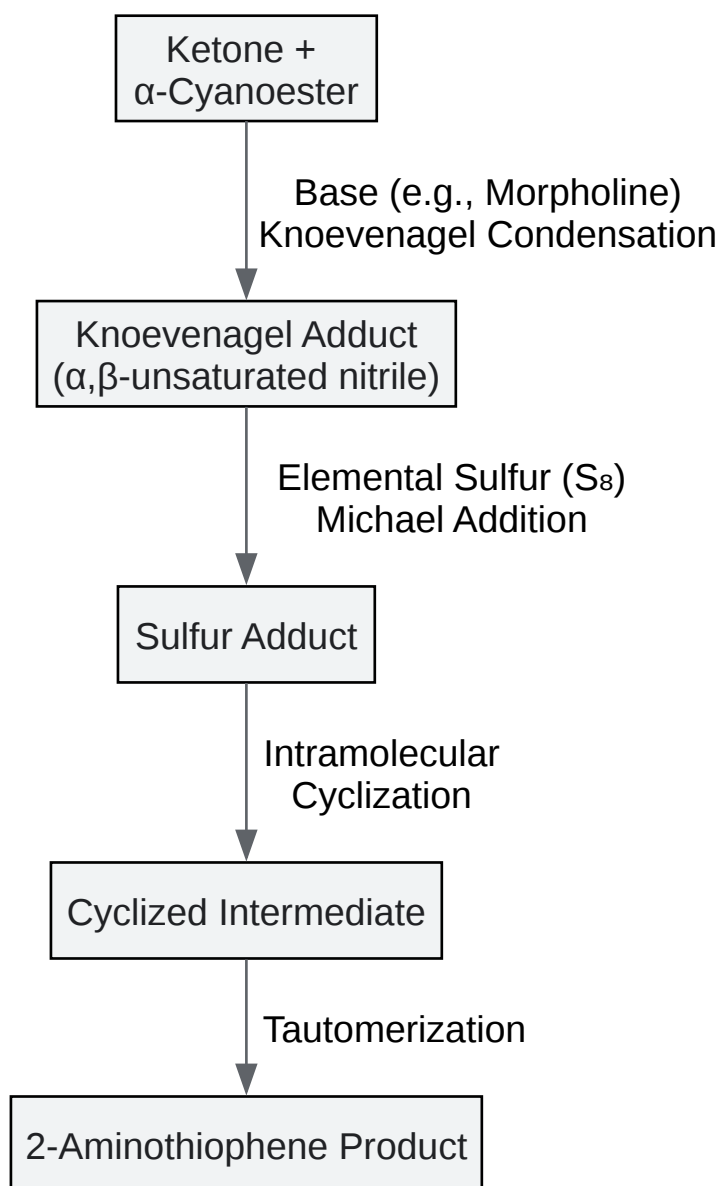 Ketone +
α-Cyanoester
Base (e.g., Morpholine)
Knoevenagel Condensation
Knoevenagel Adduct
(α,β-unsaturated nitrile)
Elemental Sulfur (S₈)
Michael Addition
Sulfur Adduct
Intramolecular
Cyclization
Cyclized Intermediate
Tautomerization
2-Aminothiophene Product